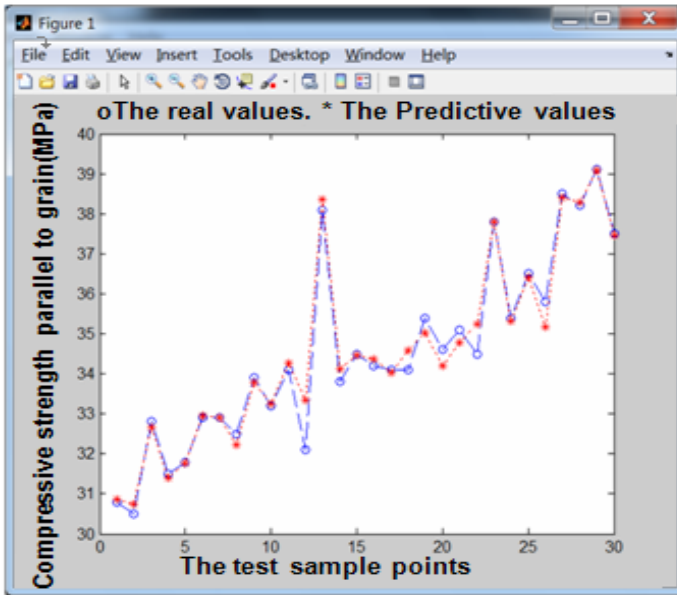 Figure 1
File Edit View Insert Tools Desktop Window Help
oThe real values. * The Predictive values
Compressive strength parallel to grain(MPa)
40
39
38
37
36
35
34
33
32
31
30
0 5 10 15 20 25 30
The test sample points